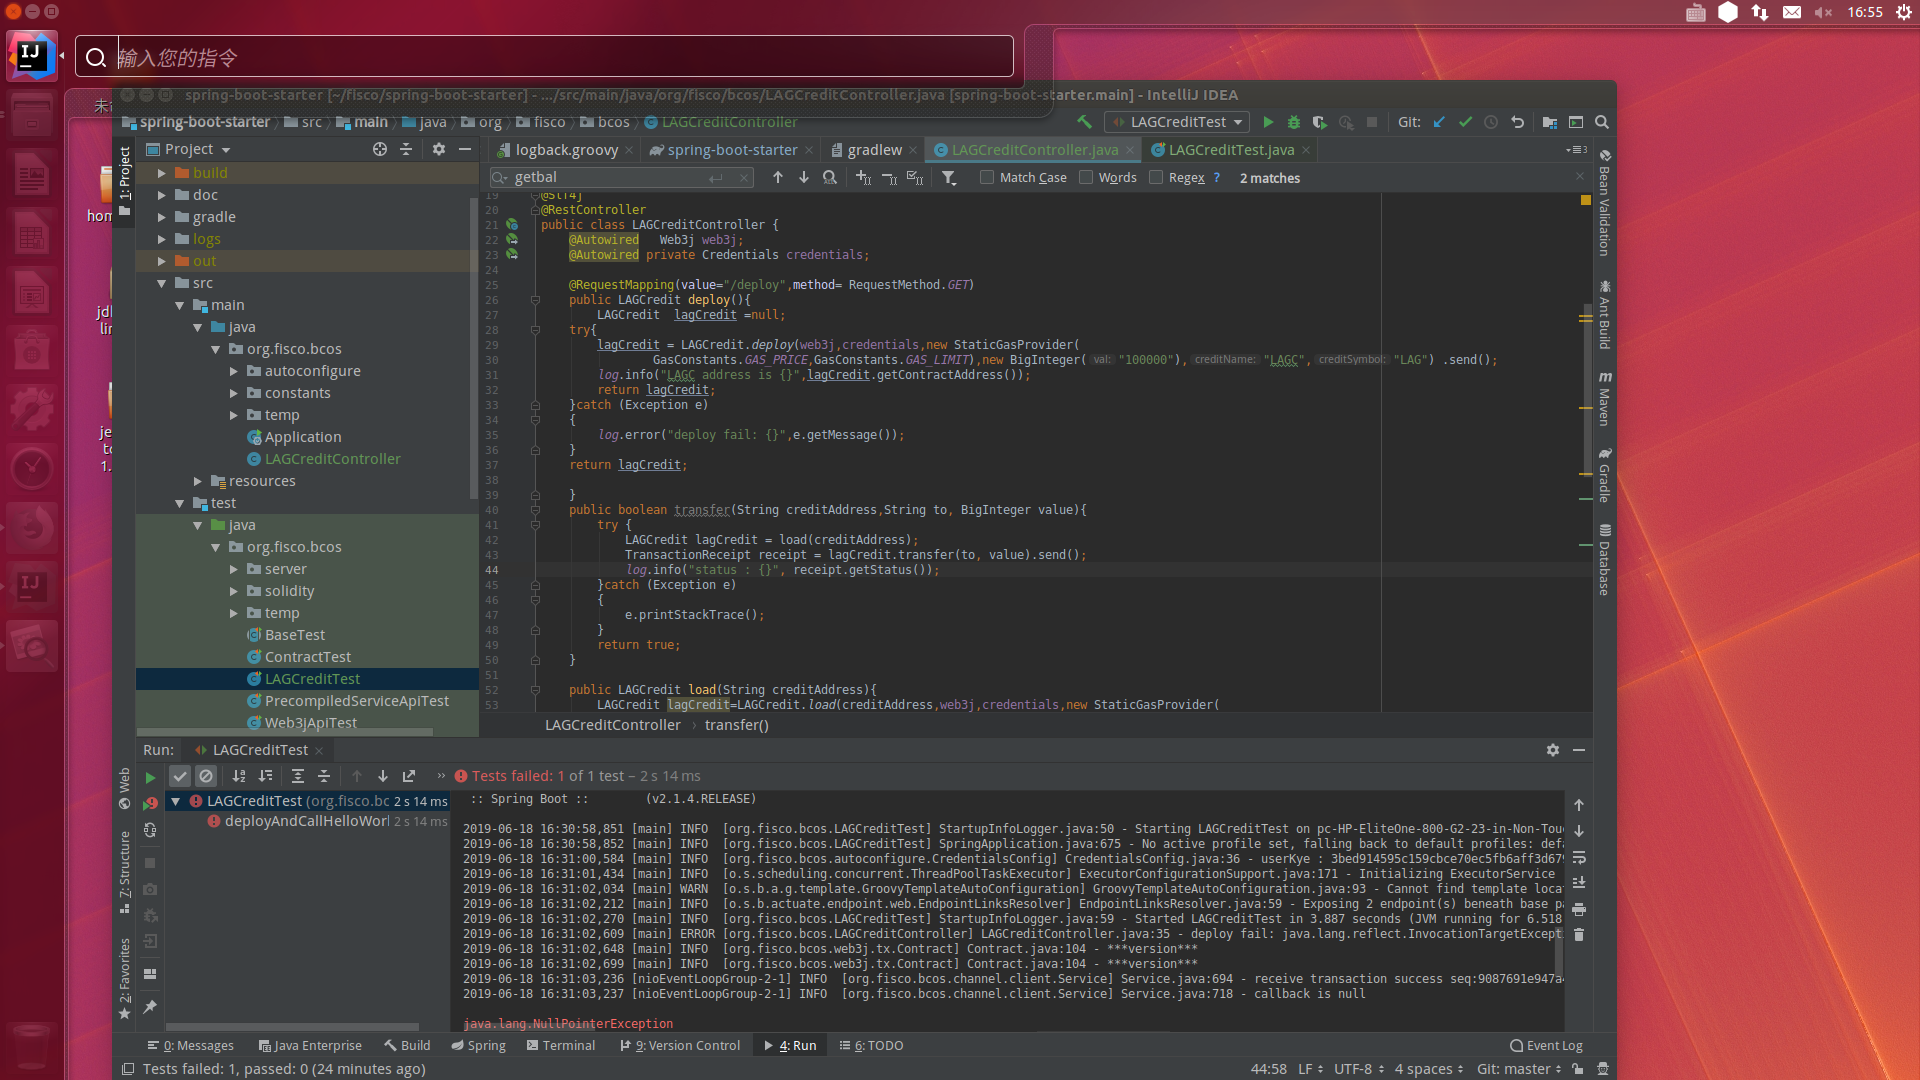 16:55
输入您的指令
spring-boot-starter [~/fisco/spring-boot-starter] - .../src/main/java/org/fisco/bcos/LAGCreditController.java [spring-boot-starter.main] - IntelliJ IDEA
spring-boot-starter src main java org fisco bcos LAGCreditController
LAGCreditTest Git:
Project
logback.groovy spring-boot-starter gradlew LAGCreditController.java LAGCreditTest.java
getbal Match Case Words Regex ? 2 matches
1: Project
build
doc
gradle
logs
out
src
main
java
org.fisco.bcos
autoconfigure
constants
temp
Application
LAGCreditController
resources
test
java
org.fisco.bcos
server
solidity
temp
BaseTest
ContractTest
LAGCreditTest
PrecompiledServiceApiTest
Web3jApiTest
19 @Slf4j
20 @RestController
21 public class LAGCreditController {
22 @Autowired Web3j web3j;
23 @Autowired private Credentials credentials;
24
25 @RequestMapping(value="/deploy",method= RequestMethod.GET)
26 public LAGCredit deploy(){
27 LAGCredit lagCredit =null;
28 try{
29 lagCredit = LAGCredit.deploy(web3j,credentials,new StaticGasProvider(
30 GasConstants.GAS_PRICE,GasConstants.GAS_LIMIT),new BigInteger( val: "100000"), creditName: "LAGC", creditSymbol: "LAG") .send();
31 log.info("LAGC address is {}",lagCredit.getContractAddress());
32 return lagCredit;
33 }catch (Exception e)
34 {
35 log.error("deploy fail: {}",e.getMessage());
36 }
37 return lagCredit;
38
39 }
40 public boolean transfer(String creditAddress,String to, BigInteger value){
41 try {
42 LAGCredit lagCredit = load(creditAddress);
43 TransactionReceipt receipt = lagCredit.transfer(to, value).send();
44 log.info("status : {}", receipt.getStatus());
45 }catch (Exception e)
46 {
47 e.printStackTrace();
48 }
49 return true;
50 }
51
52 public LAGCredit load(String creditAddress){
53 LAGCredit lagCredit=LAGCredit.load(creditAddress,web3j,credentials,new StaticGasProvider(
LAGCreditController › transfer()
Bean Validation
Ant Build
Maven
Gradle
Database
Run: LAGCreditTest
Tests failed: 1 of 1 test – 2 s 14 ms
LAGCreditTest (org.fisco.bc 2 s 14 ms
deployAndCallHelloWorl 2 s 14 ms
:: Spring Boot :: (v2.1.4.RELEASE)
2019-06-18 16:30:58,851 [main] INFO [org.fisco.bcos.LAGCreditTest] StartupInfoLogger.java:50 - Starting LAGCreditTest on pc-HP-EliteOne-800-G2-23-in-Non-Tou
2019-06-18 16:30:58,852 [main] INFO [org.fisco.bcos.LAGCreditTest] SpringApplication.java:675 - No active profile set, falling back to default profiles: defa
2019-06-18 16:31:00,584 [main] INFO [org.fisco.bcos.autoconfigure.CredentialsConfig] CredentialsConfig.java:36 - userKye : 3bed914595c159cbce70ec5fb6aff3d679
2019-06-18 16:31:01,434 [main] INFO [o.s.scheduling.concurrent.ThreadPoolTaskExecutor] ExecutorConfigurationSupport.java:171 - Initializing ExecutorService
2019-06-18 16:31:02,034 [main] WARN [o.s.b.a.g.template.GroovyTemplateAutoConfiguration] GroovyTemplateAutoConfiguration.java:93 - Cannot find template locat
2019-06-18 16:31:02,212 [main] INFO [o.s.b.actuate.endpoint.web.EndpointLinksResolver] EndpointLinksResolver.java:59 - Exposing 2 endpoint(s) beneath base pa
2019-06-18 16:31:02,270 [main] INFO [org.fisco.bcos.LAGCreditTest] StartupInfoLogger.java:59 - Started LAGCreditTest in 3.887 seconds (JVM running for 6.518
2019-06-18 16:31:02,609 [main] ERROR [org.fisco.bcos.LAGCreditController] LAGCreditController.java:35 - deploy fail: java.lang.reflect.InvocationTargetExcept
2019-06-18 16:31:02,648 [main] INFO [org.fisco.bcos.web3j.tx.Contract] Contract.java:104 - ***version***
2019-06-18 16:31:02,699 [main] INFO [org.fisco.bcos.web3j.tx.Contract] Contract.java:104 - ***version***
2019-06-18 16:31:03,236 [nioEventLoopGroup-2-1] INFO [org.fisco.bcos.channel.client.Service] Service.java:694 - receive transaction success seq:9087691e947a
2019-06-18 16:31:03,237 [nioEventLoopGroup-2-1] INFO [org.fisco.bcos.channel.client.Service] Service.java:718 - callback is null
java.lang.NullPointerException
Web
7: Structure
2: Favorites
0: Messages Java Enterprise Build Spring Terminal 9: Version Control 4: Run 6: TODO Event Log
Tests failed: 1, passed: 0 (24 minutes ago) 44:58 LF UTF-8 4 spaces Git: master